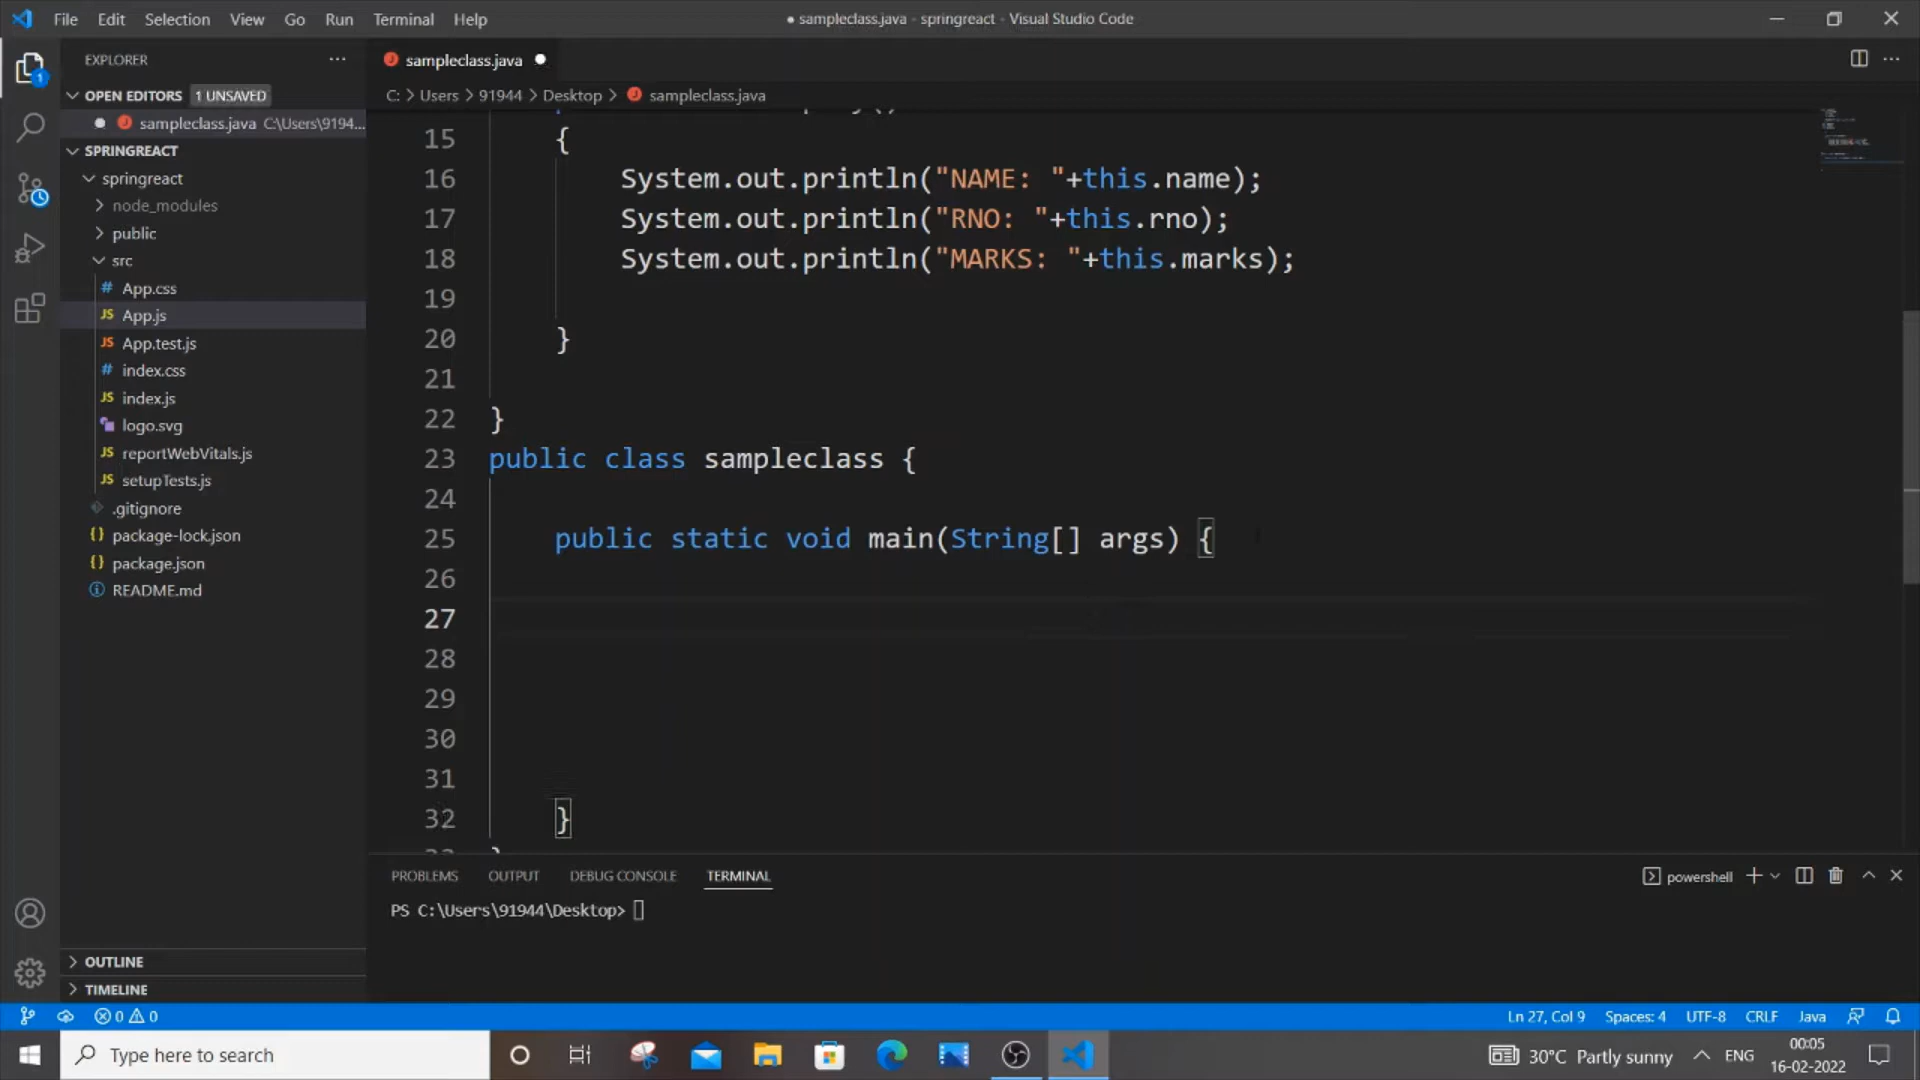 File Edit Selection View Go Run Terminal Help
● sampleclass.java - springreact - Visual Studio Code
EXPLORER
OPEN EDITORS 1 UNSAVED
sampleclass.java C:\Users\9194...
SPRINGREACT
springreact
node_modules
public
src
# App.css
JS App.js
JS App.test.js
# index.css
JS index.js
logo.svg
JS reportWebVitals.js
JS setupTests.js
.gitignore
{} package-lock.json
{} package.json
README.md
OUTLINE
TIMELINE
sampleclass.java
C: > Users > 91944 > Desktop > sampleclass.java
15 {
16 System.out.println("NAME: "+this.name);
17 System.out.println("RNO: "+this.rno);
18 System.out.println("MARKS: "+this.marks);
19
20 }
21
22 }
23 public class sampleclass {
24
25 public static void main(String[] args) {
26
27
28
29
30
31
32 }
PROBLEMS OUTPUT DEBUG CONSOLE TERMINAL
powershell
PS C:\Users\91944\Desktop>
0 0
Ln 27, Col 9 Spaces: 4 UTF-8 CRLF Java
Type here to search
30°C Partly sunny ENG
00:05
16-02-2022